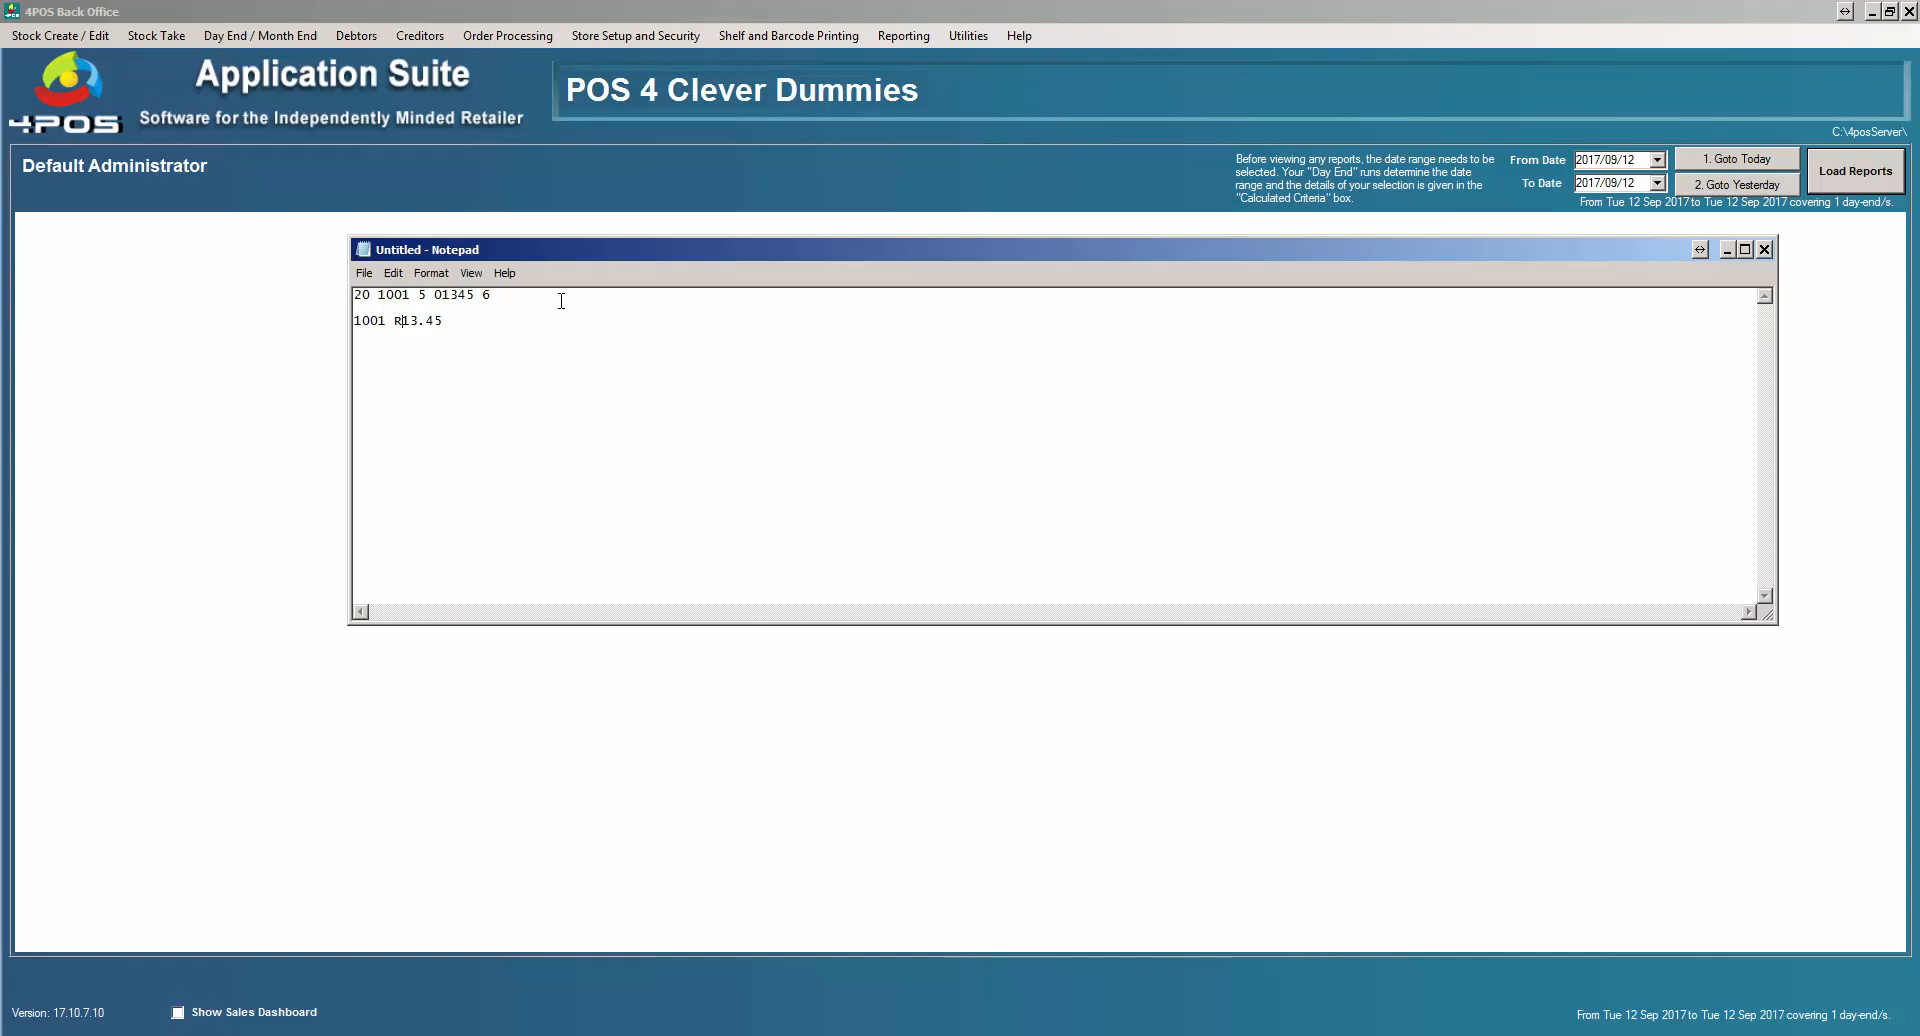 4POS Back Office
Stock Create / Edit Stock Take Day End / Month End Debtors Creditors Order Processing Store Setup and Security Shelf and Barcode Printing Reporting Utilities Help
4POS
Application Suite
Software for the Independently Minded Retailer
POS 4 Clever Dummies
C:\4posServer\
Default Administrator
Before viewing any reports, the date range needs to be
selected. Your "Day End" runs determine the date
range and the details of your selection is given in the
"Calculated Criteria" box.
From Date 2017/09/12
To Date 2017/09/12
1. Goto Today
2. Goto Yesterday
Load Reports
From Tue 12 Sep 2017 to Tue 12 Sep 2017 covering 1 day-end/s.
Untitled - Notepad
File Edit Format View Help
20 1001 5 01345 6
1001 R13.45
Version: 17.10.7.10
Show Sales Dashboard
From Tue 12 Sep 2017 to Tue 12 Sep 2017 covering 1 day-end/s.